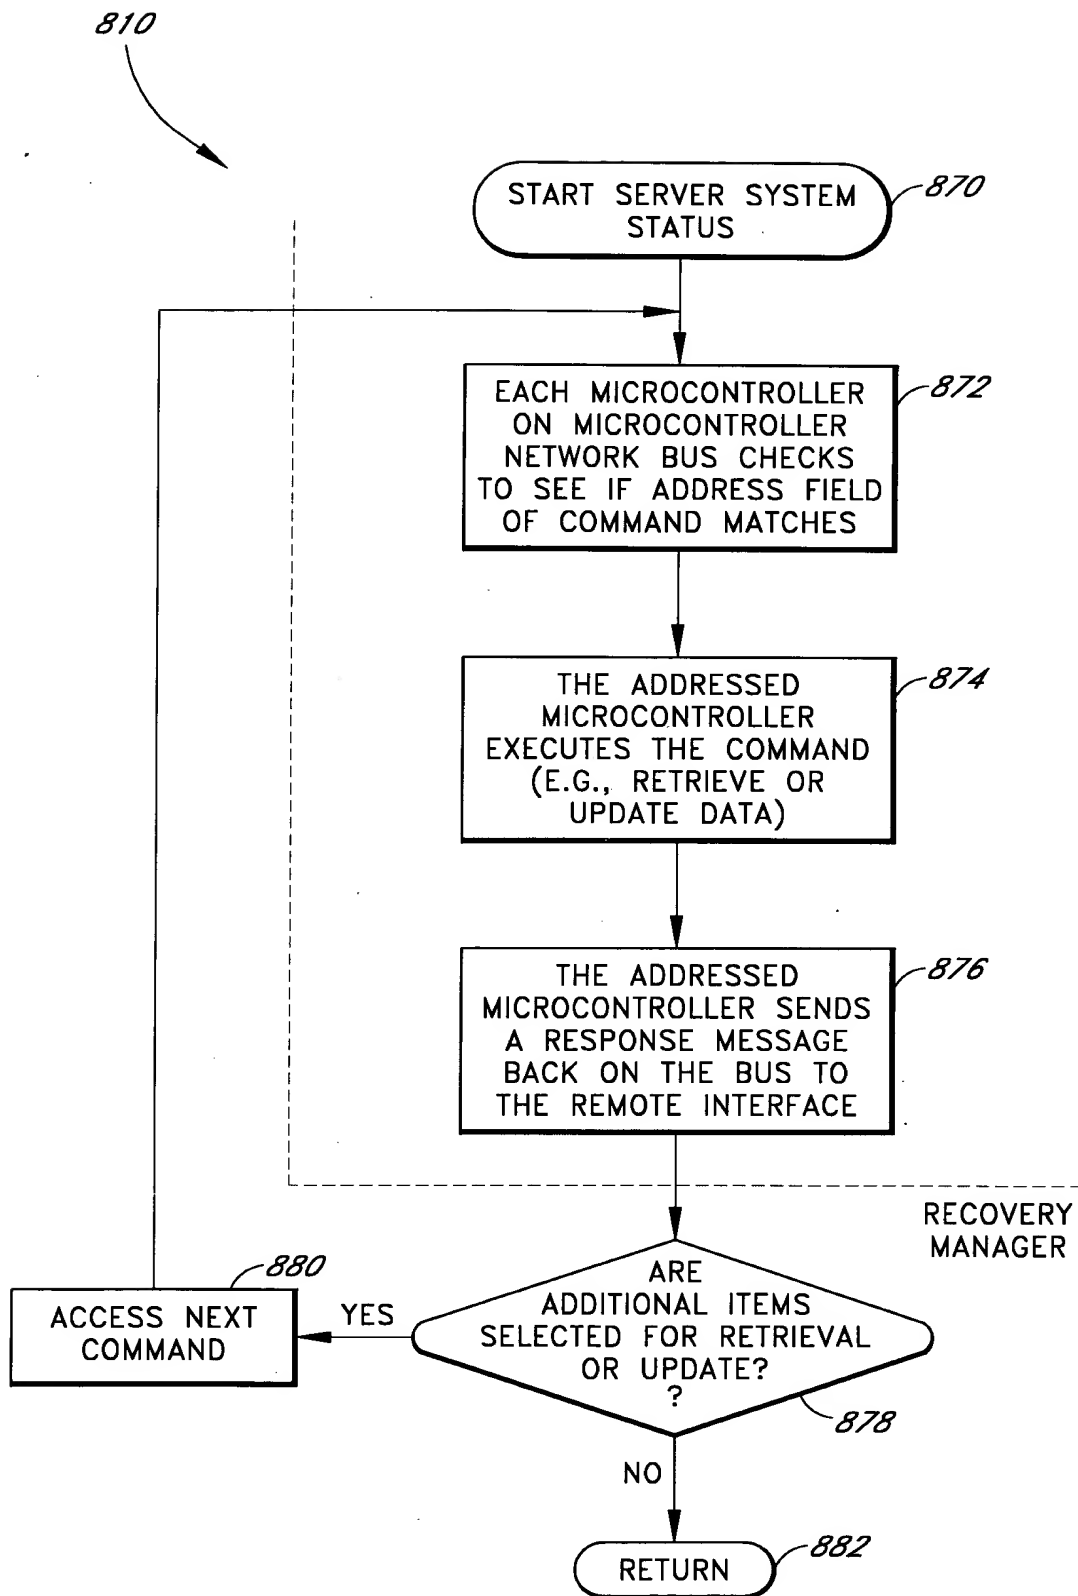 810
START SERVER SYSTEM
STATUS
870
EACH MICROCONTROLLER
ON MICROCONTROLLER
NETWORK BUS CHECKS
TO SEE IF ADDRESS FIELD
OF COMMAND MATCHES
872
THE ADDRESSED
MICROCONTROLLER
EXECUTES THE COMMAND
(E.G., RETRIEVE OR
UPDATE DATA)
874
THE ADDRESSED
MICROCONTROLLER SENDS
A RESPONSE MESSAGE
BACK ON THE BUS TO
THE REMOTE INTERFACE
876
RECOVERY
MANAGER
ARE
ADDITIONAL ITEMS
SELECTED FOR RETRIEVAL
OR UPDATE?
?
878
YES
880
ACCESS NEXT
COMMAND
NO
RETURN
882